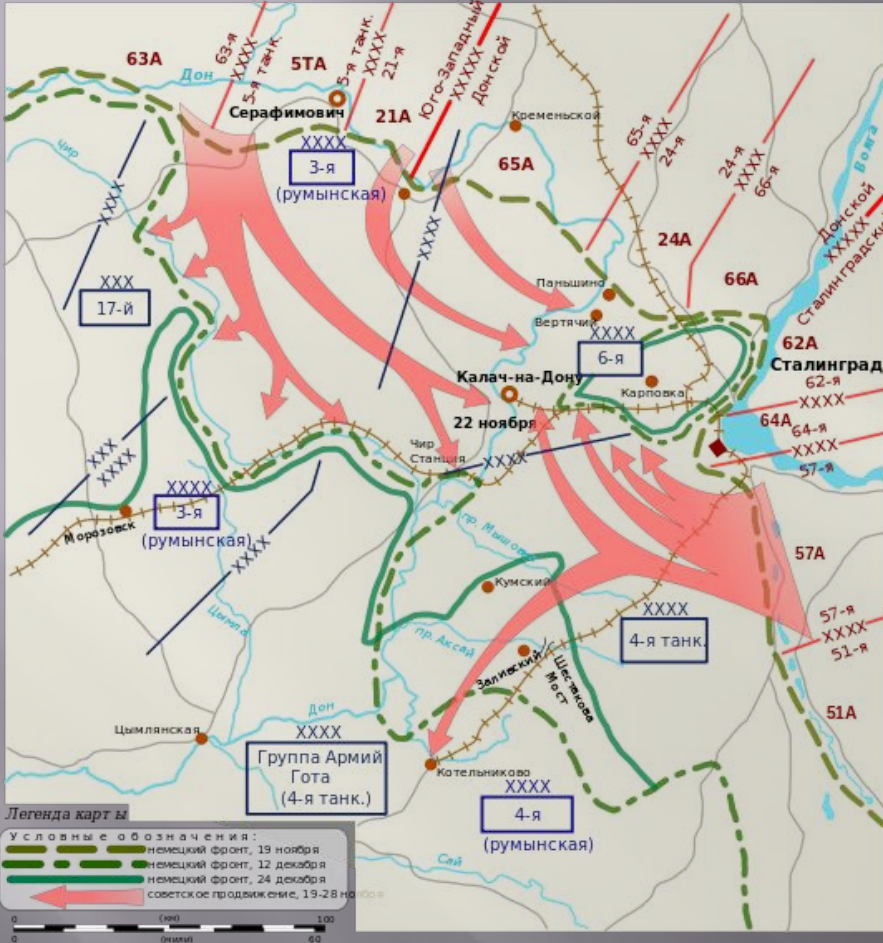 63А
63-я
XXXX
5-я танк.
Дон
5ТА
5-я танк.
XXXX
21-я
Серафимович
21А
Юго-Западный
XXXXX
Донской
Кременьской
XXXX
3-я
(румынская)
65А
65-я
XXXX
24-я
24-я
XXXX
66-я
Волга
Чир
XXXX
XXXX
24А
66А
Донской
XXXXX
Сталинградский
XXX
17-й
Паньшино
Вертячий
XXXX
6-я
62А
Сталинград
Карповка
Калач-на-Дону
22 ноября
62-я
XXXX
64А
64-я
XXXX
57-я
Чир
Станция
XXXX
XXX
XXXX
XXXX
3-я
(румынская)
Морозовск
XXXX
пр. Мышова
57А
Кумский
XXXX
4-я танк.
57-я
XXXX
51-я
Цымла
пр. Аксай
Заливский
Шестакова
Мост
51А
Дон
Цымлянская
XXXX
Группа Армий
Гота
(4-я танк.)
Котельниково
XXXX
4-я
(румынская)
Сай
Легенда карты
Условные обозначения:
немецкий фронт, 19 ноября
немецкий фронт, 12 декабря
немецкий фронт, 24 декабря
советское продвижение, 19-28 ноября
0 (км) 100
0 (мили) 60